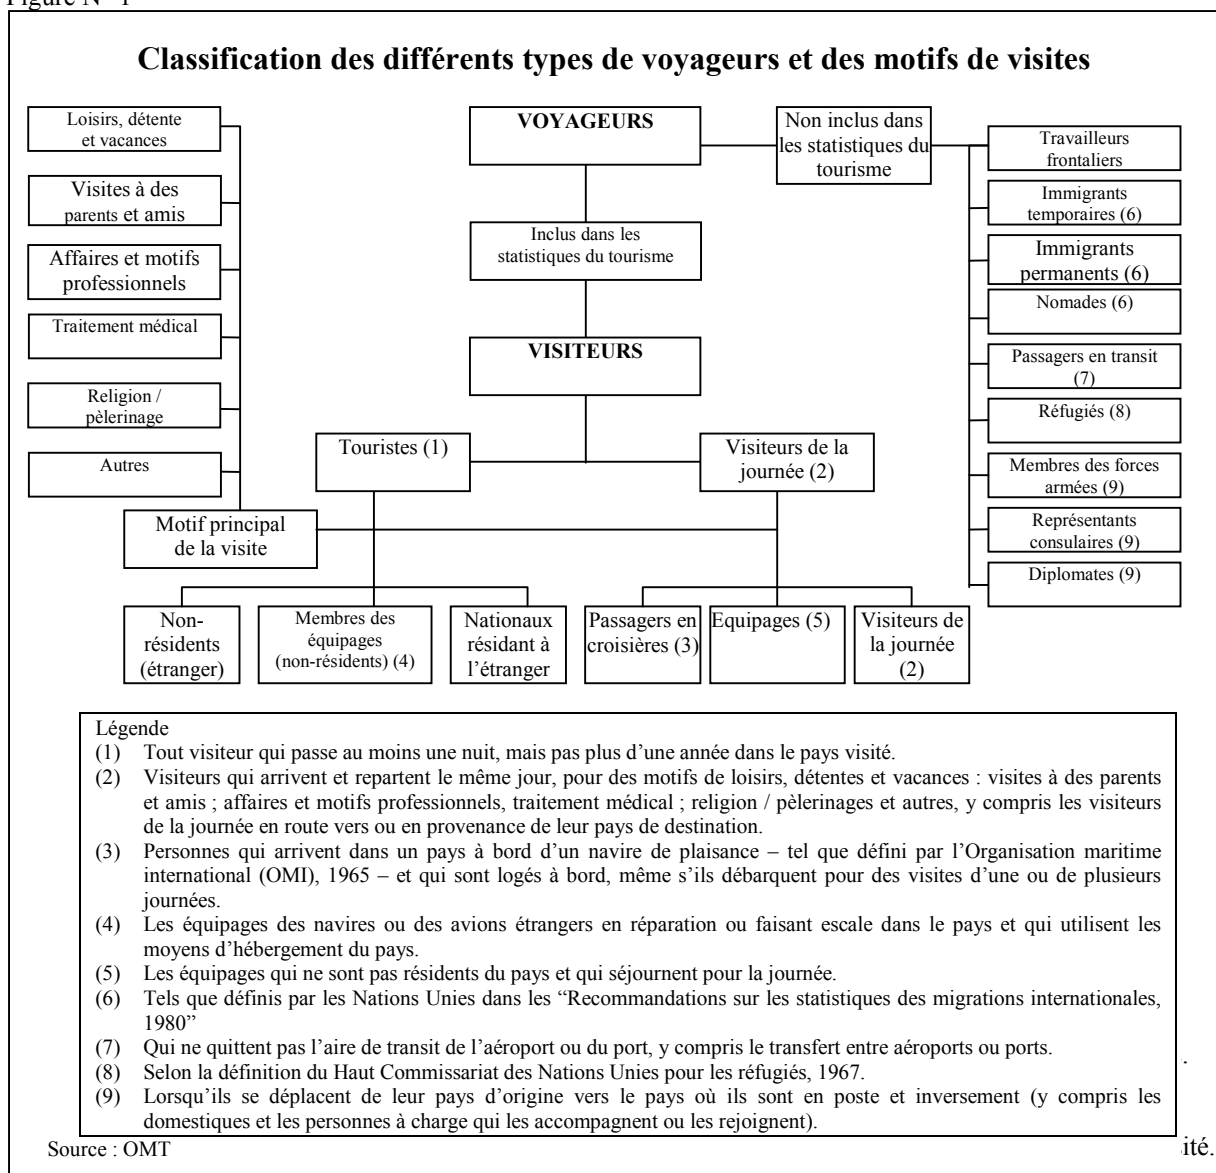 Figure N° 1
Classification des différents types de voyageurs et des motifs de visites
Loisirs, détente
et vacances
Visites à des
parents et amis
Affaires et motifs
professionnels
Traitement médical
Religion /
pèlerinage
Autres
Motif principal
de la visite
VOYAGEURS
Inclus dans les
statistiques du tourisme
VISITEURS
Touristes (1)
Visiteurs de la
journée (2)
Non inclus dans
les statistiques du
tourisme
Travailleurs
frontaliers
Immigrants
temporaires (6)
Immigrants
permanents (6)
Nomades (6)
Passagers en transit
(7)
Réfugiés (8)
Membres des forces
armées (9)
Représentants
consulaires (9)
Diplomates (9)
Non-
résidents
(étranger)
Membres des
équipages
(non-résidents) (4)
Nationaux
résidant à
l’étranger
Passagers en
croisières (3)
Equipages (5)
Visiteurs de
la journée
(2)
Légende
(1) Tout visiteur qui passe au moins une nuit, mais pas plus d’une année dans le pays visité.
(2) Visiteurs qui arrivent et repartent le même jour, pour des motifs de loisirs, détentes et vacances : visites à des parents
et amis ; affaires et motifs professionnels, traitement médical ; religion / pèlerinages et autres, y compris les visiteurs
de la journée en route vers ou en provenance de leur pays de destination.
(3) Personnes qui arrivent dans un pays à bord d’un navire de plaisance – tel que défini par l’Organisation maritime
international (OMI), 1965 – et qui sont logés à bord, même s’ils débarquent pour des visites d’une ou de plusieurs
journées.
(4) Les équipages des navires ou des avions étrangers en réparation ou faisant escale dans le pays et qui utilisent les
moyens d’hébergement du pays.
(5) Les équipages qui ne sont pas résidents du pays et qui séjournent pour la journée.
(6) Tels que définis par les Nations Unies dans les “Recommandations sur les statistiques des migrations internationales,
1980”
(7) Qui ne quittent pas l’aire de transit de l’aéroport ou du port, y compris le transfert entre aéroports ou ports.
(8) Selon la définition du Haut Commissariat des Nations Unies pour les réfugiés, 1967.
(9) Lorsqu’ils se déplacent de leur pays d’origine vers le pays où ils sont en poste et inversement (y compris les
domestiques et les personnes à charge qui les accompagnent ou les rejoignent).
Source : OMT